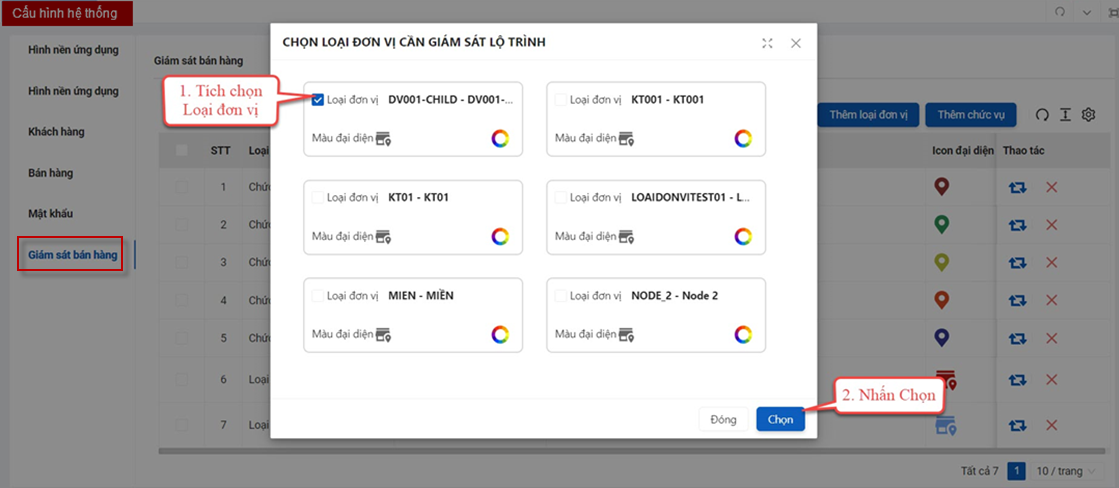 Cấu hình hệ thống
Hình nền ứng dụng
Hình nền ứng dụng
Khách hàng
Bán hàng
Mật khẩu
Giám sát bán hàng
Giám sát bán hàng
CHỌN LOẠI ĐƠN VỊ CẦN GIÁM SÁT LỘ TRÌNH
1. Tích chọn
Loại đơn vị
Loại đơn vị DV001-CHILD - DV001-...
Màu đại diện
Loại đơn vị KT001 - KT001
Màu đại diện
Loại đơn vị KT01 - KT01
Màu đại diện
Loại đơn vị LOAIDONVITEST01 - L...
Màu đại diện
Loại đơn vị MIEN - MIỀN
Màu đại diện
Loại đơn vị NODE_2 - Node 2
Màu đại diện
Đóng
Chọn
2. Nhấn Chọn
Thêm loại đơn vị
Thêm chức vụ
STT Loại Icon đại diện Thao tác
1 Chức
2 Chức
3 Chức
4 Chức
5 Chức
6 Loại
7 Loại
Tất cả 7 1 10 / trang